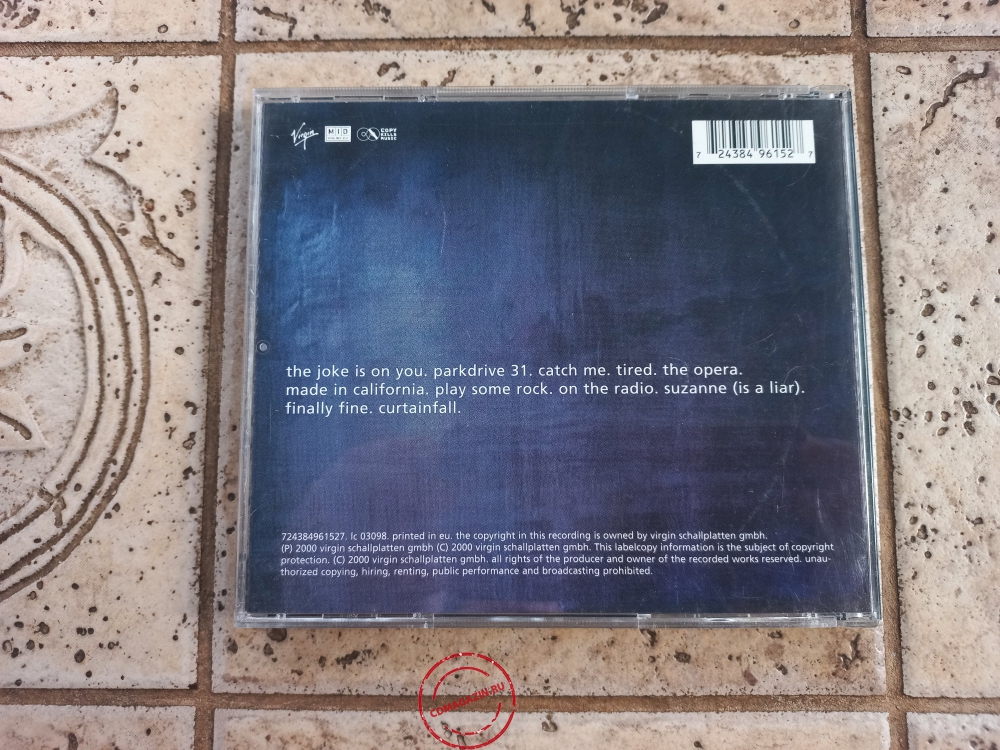 Virgin
MID
COPY
KILLS
MUSIC
7 24384 96152 7
the joke is on you. parkdrive 31. catch me. tired. the opera.
made in california. play some rock. on the radio. suzanne (is a liar).
finally fine. curtainfall.
724384961527. lc 03098. printed in eu. the copyright in this recording is owned by virgin schallplatten gmbh.
(P) 2000 virgin schallplatten gmbh (C) 2000 virgin schallplatten gmbh. This labelcopy information is the subject of copyright
protection. (C) 2000 virgin schallplatten gmbh. all rights of the producer and owner of the recorded works reserved. unau-
thorized copying, hiring, renting, public performance and broadcasting prohibited.
CDMAGAZIN.RU